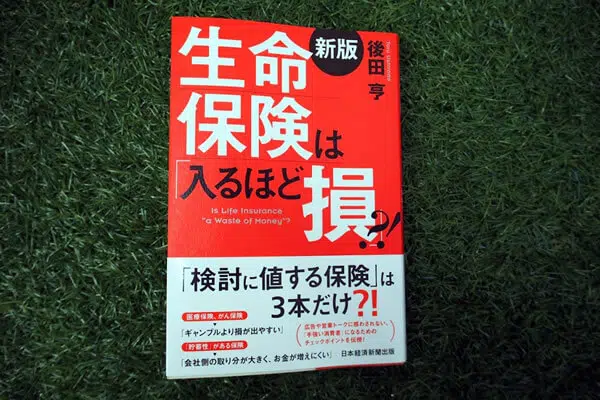 新版
後田 亨
生命
保険は
「入るほど
損」?!
Is Life Insurance
"a Waste of Money"?
「検討に値する保険」は
3本だけ?!
医療保険、がん保険
「ギャンブルより損が出やすい」
「貯蓄性」がある保険
「会社側の取り分が大きく、お金が増えにくい」
広告や営業トークに惑わされない、
「手強い消費者」になるための
チェックポイントを伝授!
日本経済新聞出版